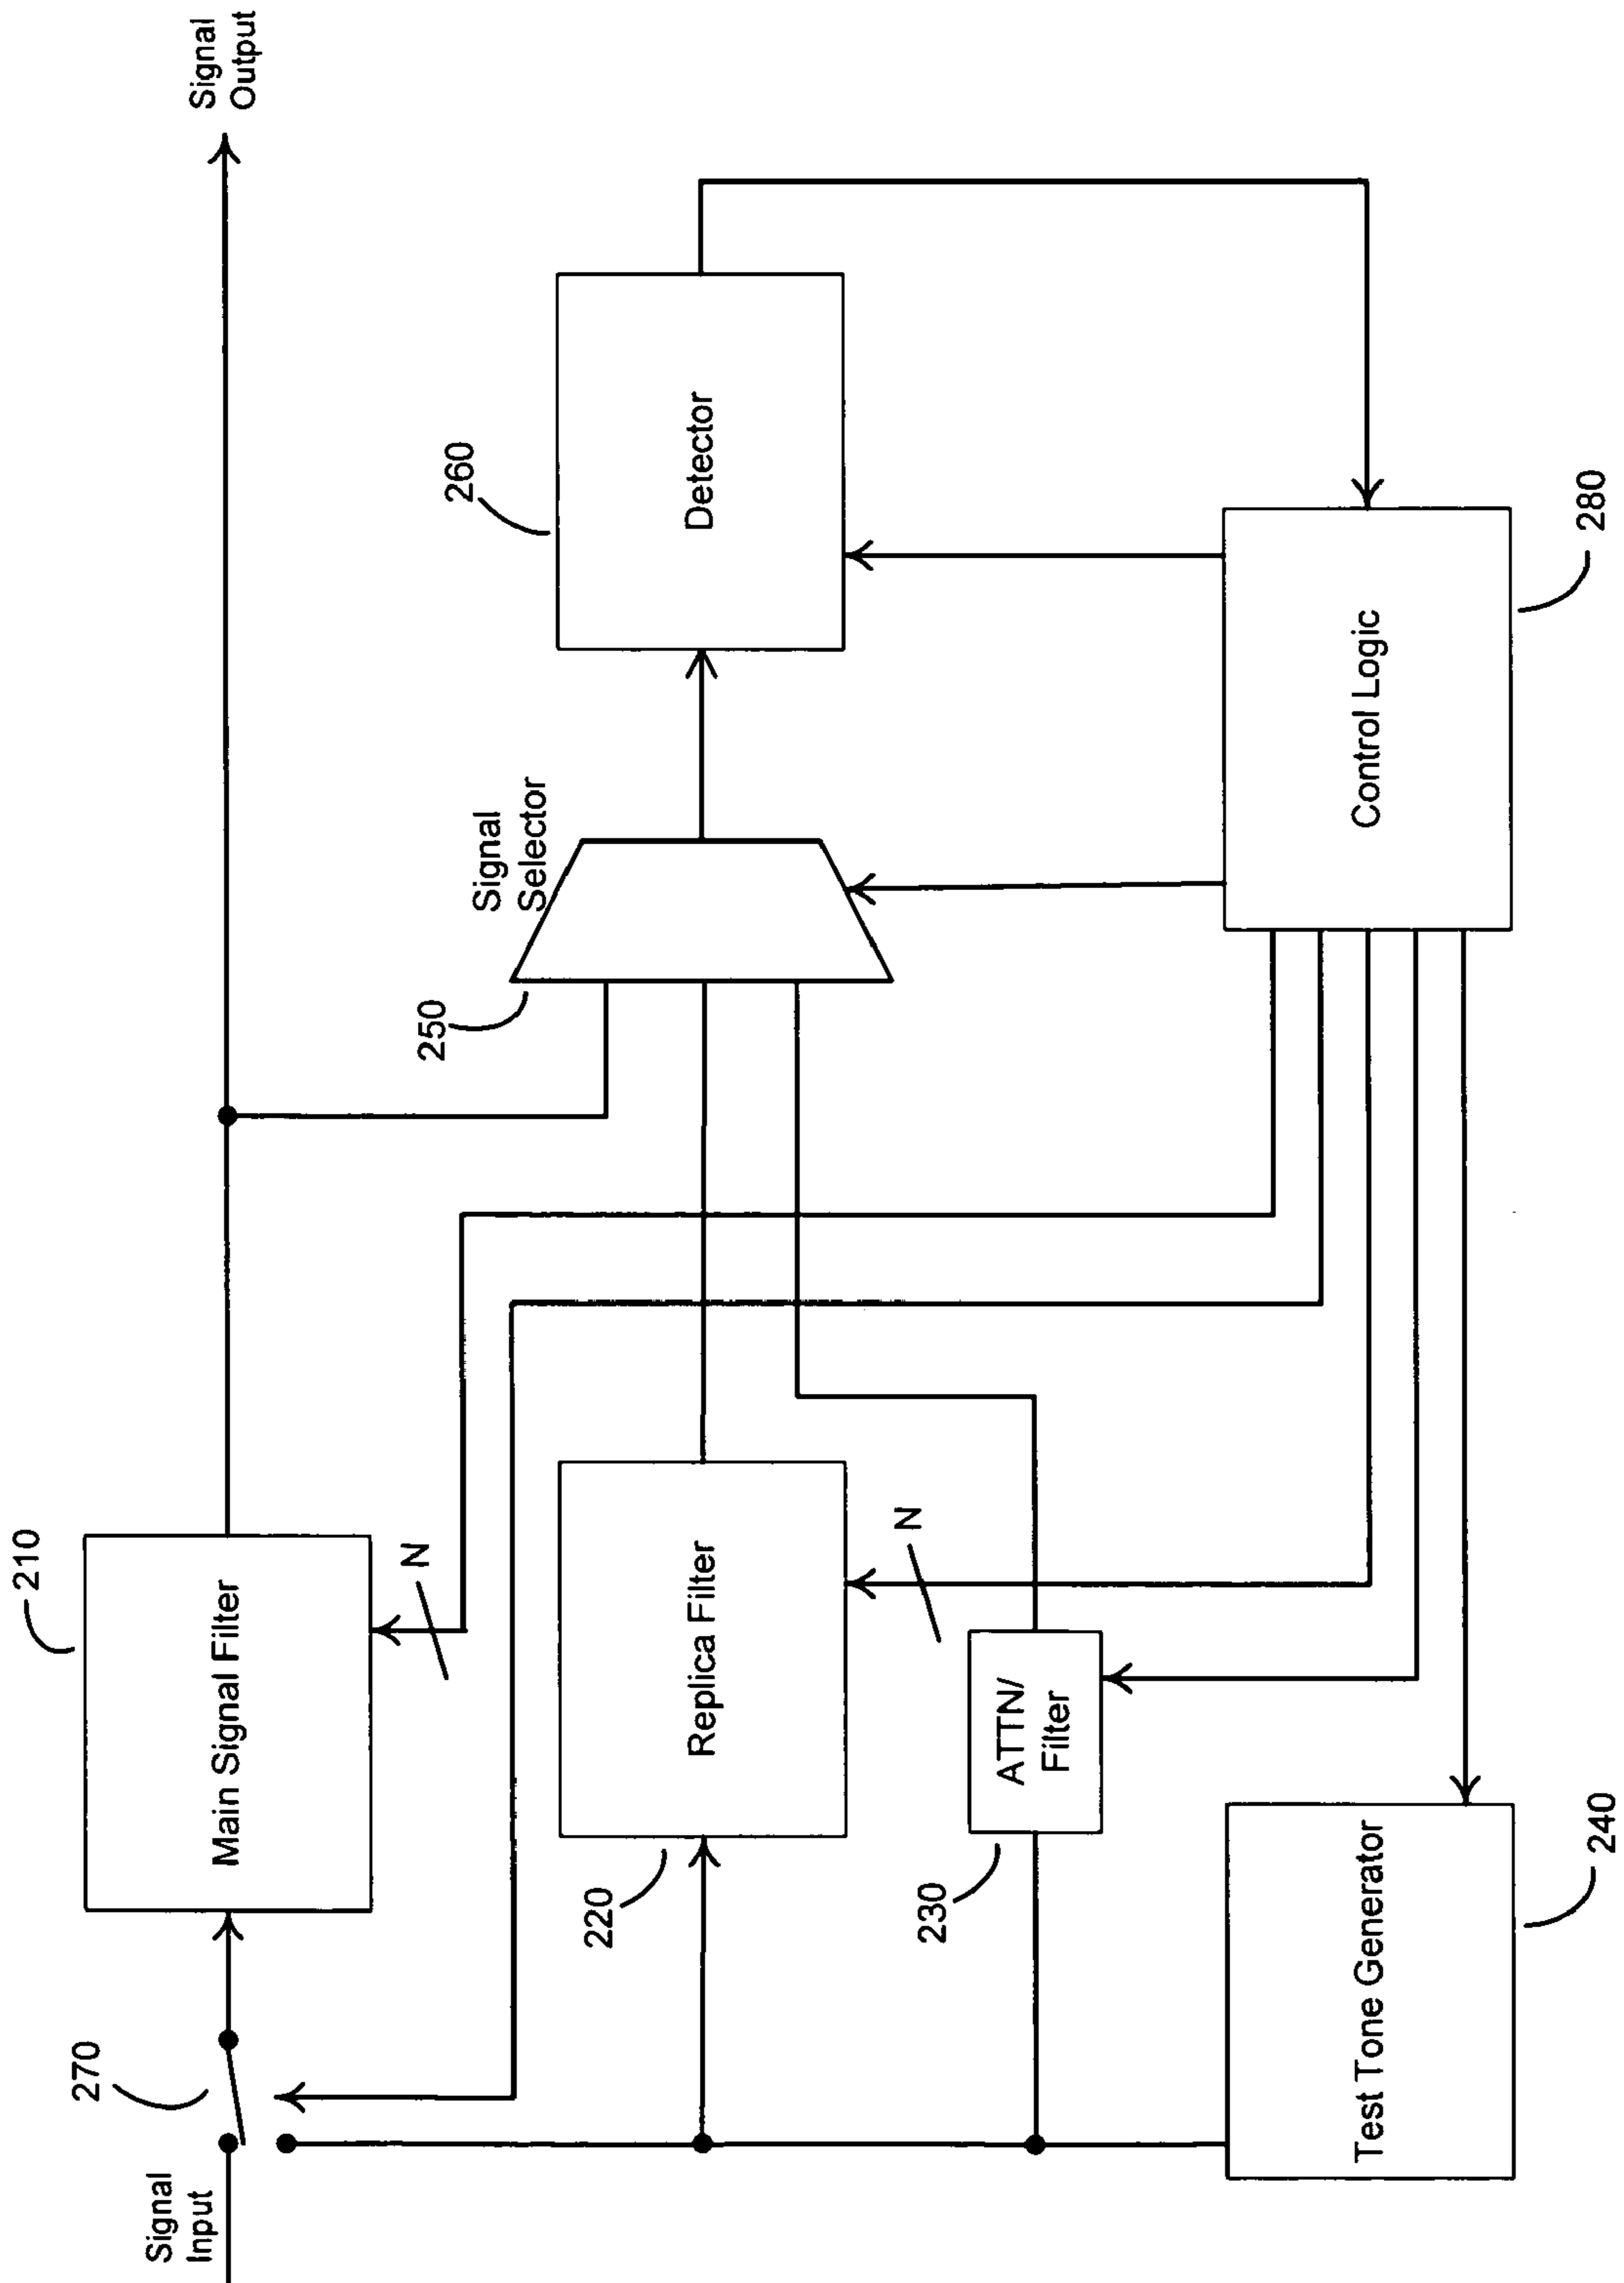 Signal
Input
270
Main Signal Filter
210
N
Signal
Output
220
Replica Filter
N
250
Signal
Selector
260
Detector
230
ATTN/
Filter
Test Tone Generator
240
Control Logic
280